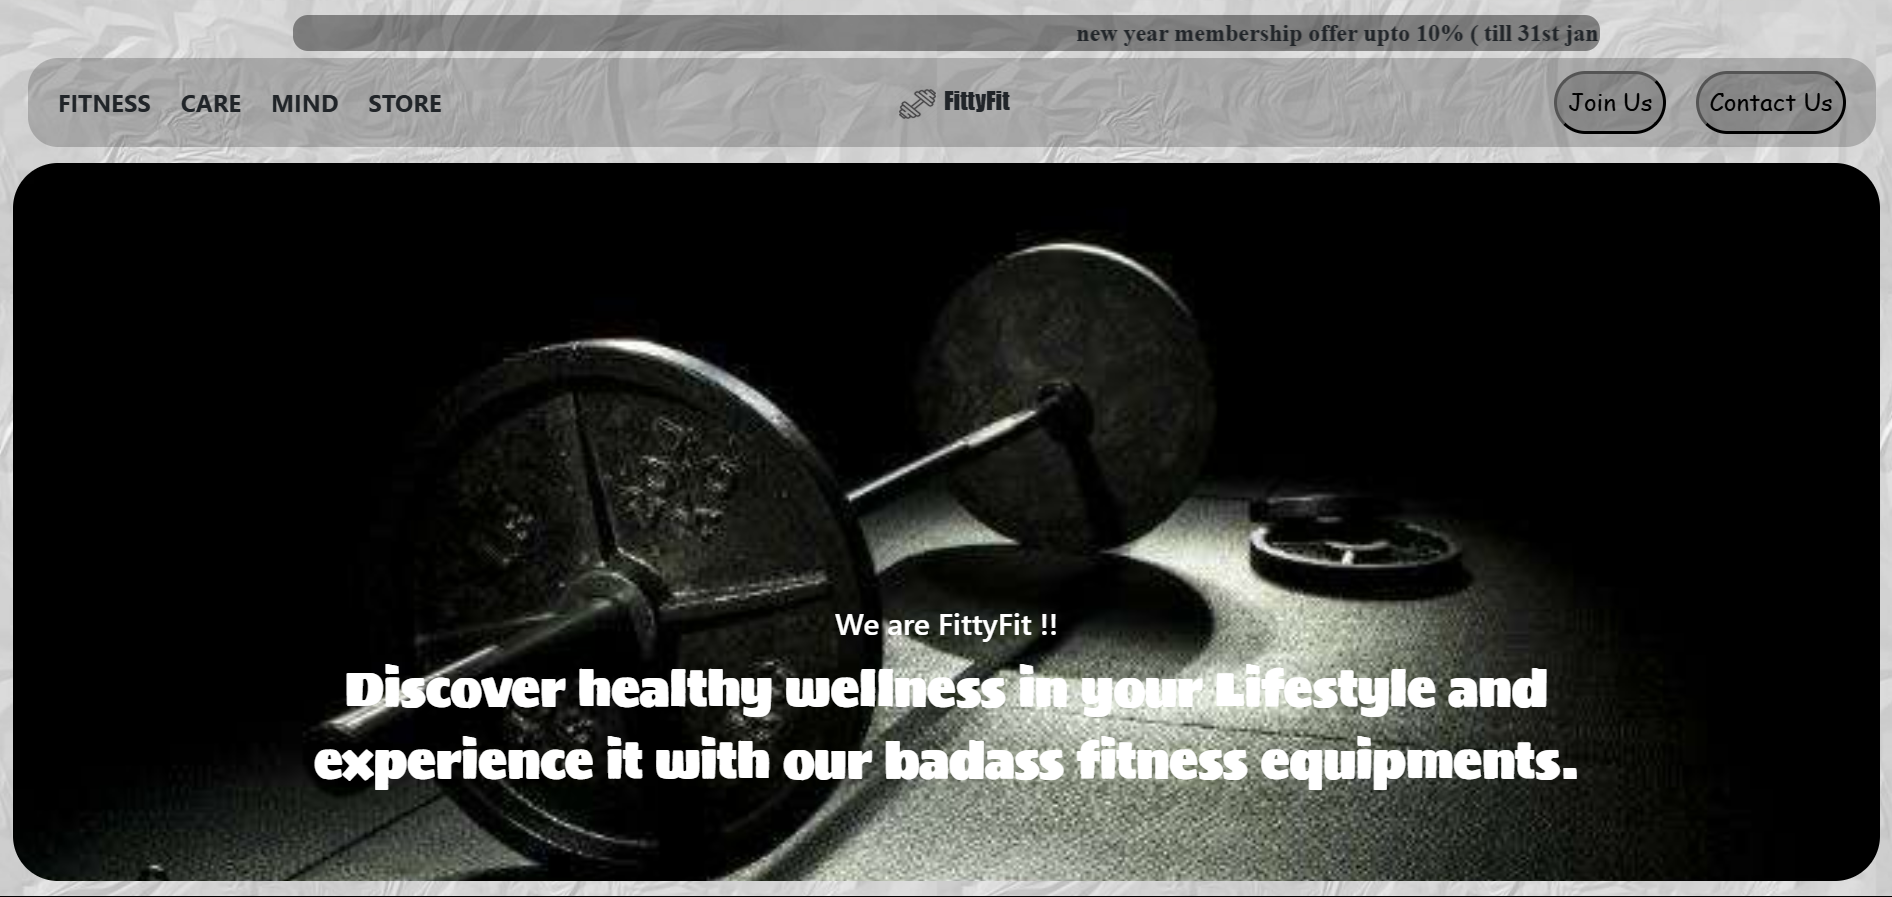 new year membership offer upto 10% ( till 31st jan
FITNESS CARE MIND STORE FittyFit Join Us Contact Us
We are FittyFit !!
Discover healthy wellness in your Lifestyle and
experience it with our badass fitness equipments.